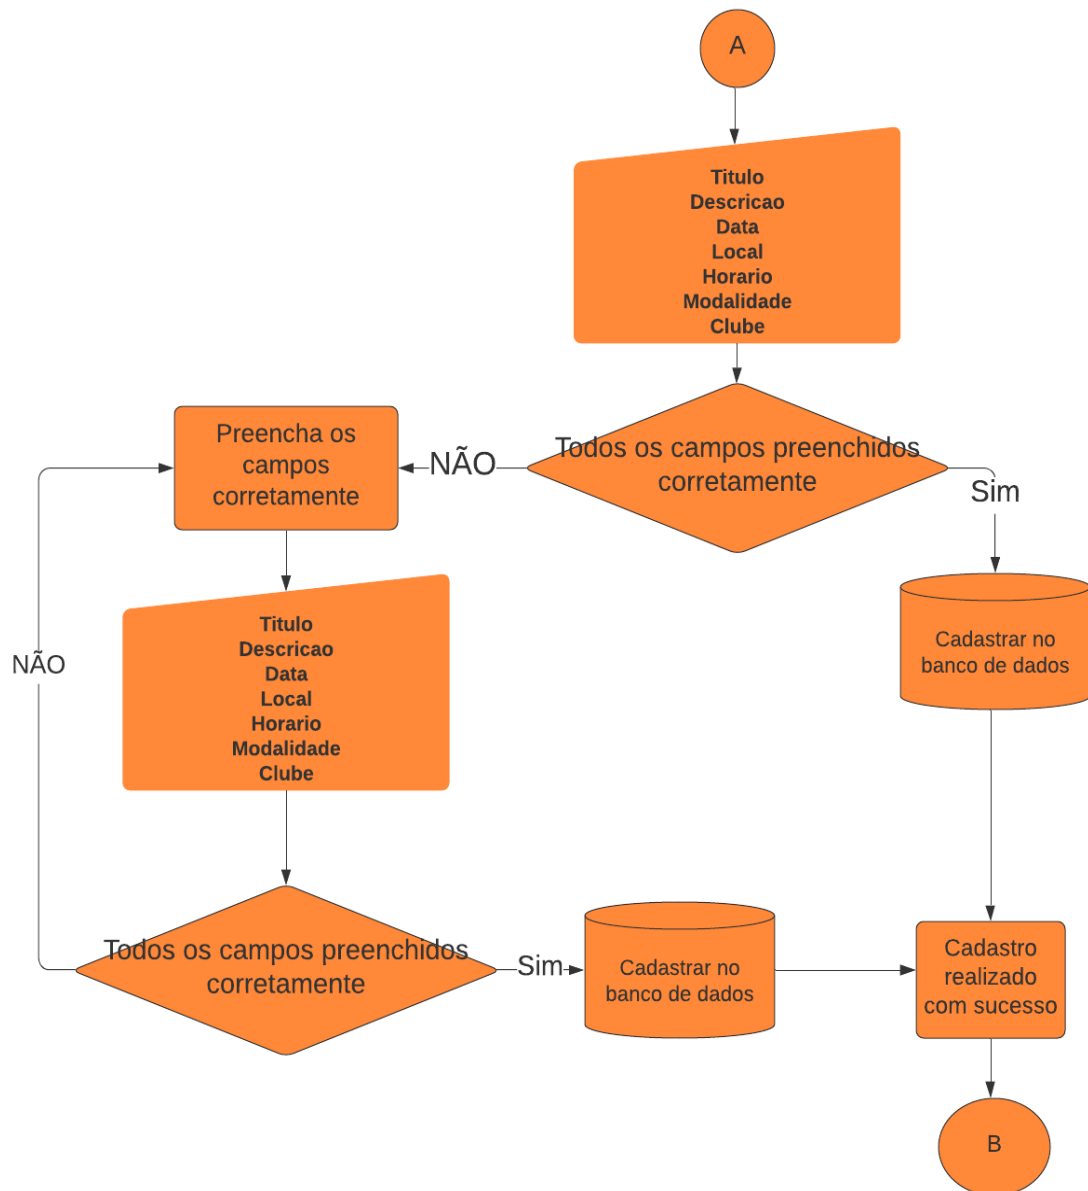 A
Titulo
Descricao
Data
Local
Horario
Modalidade
Clube
Todos os campos preenchidos
corretamente
NÃO
Sim
Preencha os
campos
corretamente
Titulo
Descricao
Data
Local
Horario
Modalidade
Clube
NÃO
Cadastrar no
banco de dados
Todos os campos preenchidos
corretamente
Sim
Cadastrar no
banco de dados
Cadastro
realizado
com sucesso
B